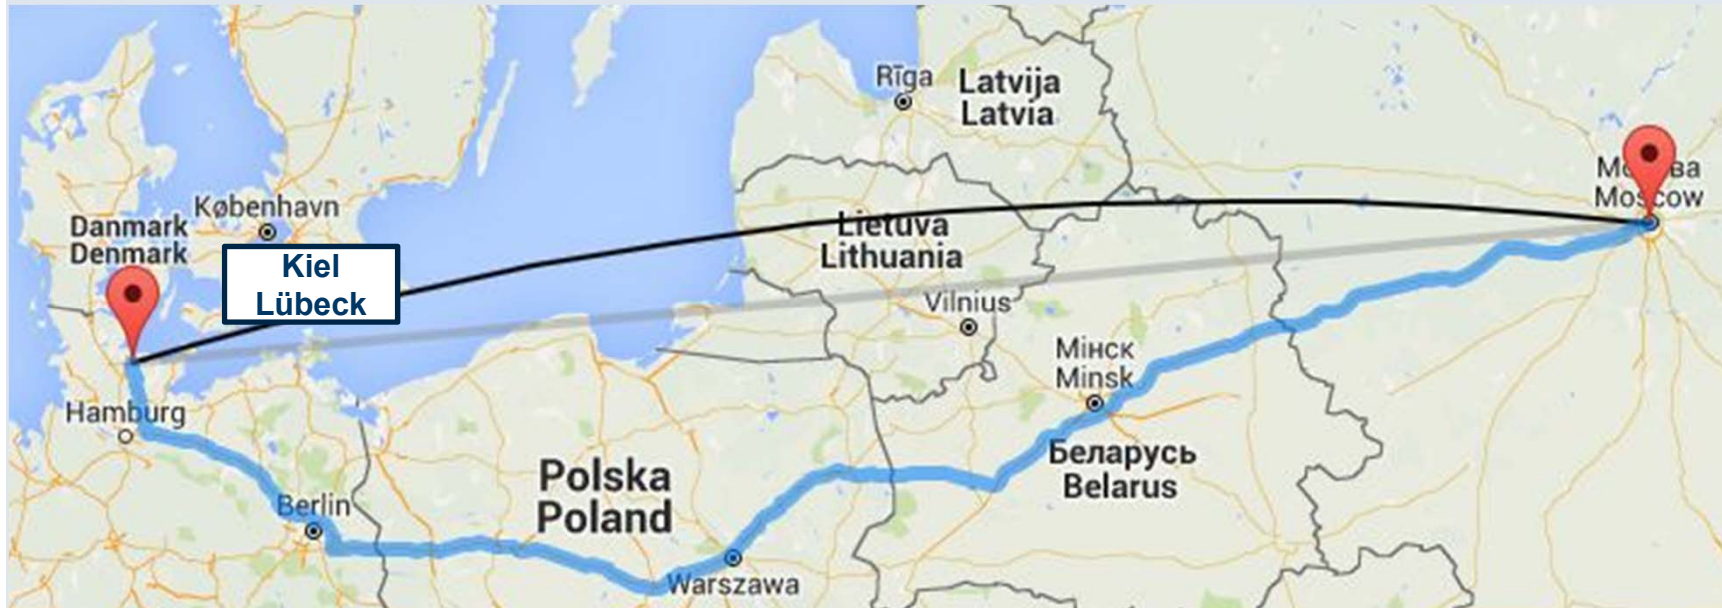 Rīga
Latvija
Latvia
Москва
Moscow
København
Danmark
Denmark
Kiel
Lübeck
Lietuva
Lithuania
Vilnius
Мінск
Minsk
Hamburg
Беларусь
Belarus
Polska
Poland
Berlin
Warszawa